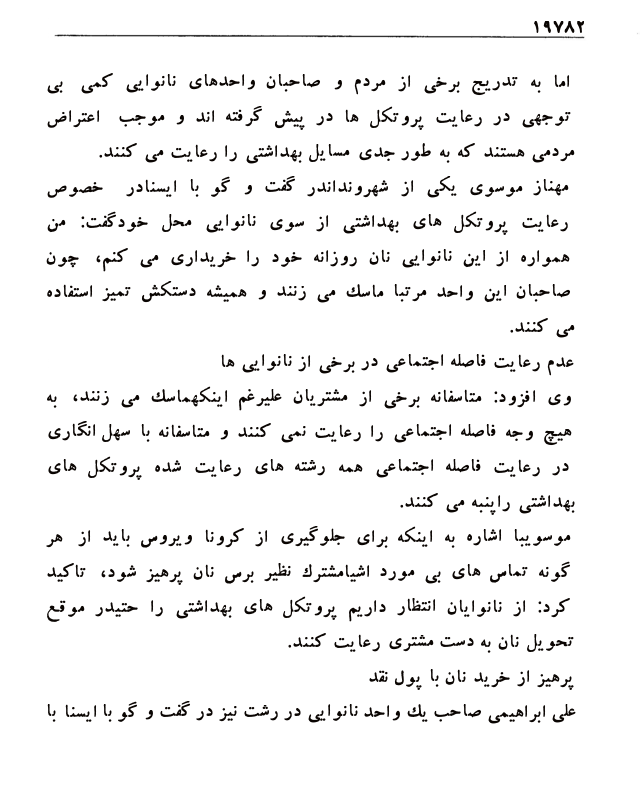 ۱۹۷۸۲
اما به تدریج برخی از مردم و صاحبان واحدهای نانوایی کمی بی
توجهی در رعایت پروتکل ها در پیش گرفته اند و موجب اعتراض
مردمی هستند که به طور جدی مسایل بهداشتی را رعایت می کنند.
مهناز موسوی یکی از شهرونداندر گفت و گو با ایسنادر خصوص
رعایت پروتکل های بهداشتی از سوی نانوایی محل خودگفت: من
همواره از این نانوایی نان روزانه خود را خریداری می کنم، چون
صاحبان این واحد مرتبا ماسك می زنند و همیشه دستکش تمیز استفاده
می کنند.
عدم رعایت فاصله اجتماعی در برخی از نانوایی ها
وی افزود: متاسفانه برخی از مشتریان علیرغم اینکهماسك می زنند، به
هیچ وجه فاصله اجتماعی را رعایت نمی کنند و متاسفانه با سهل انگاری
در رعایت فاصله اجتماعی همه رشته های رعایت شده پروتکل های
بهداشتی راپنبه می کنند.
موسویبا اشاره به اینکه برای جلوگیری از کرونا ویروس باید از هر
گونه تماس های بی مورد اشیامشترك نظیر برس نان پرهیز شود، تاکید
کرد: از نانوایان انتظار داریم پروتکل های بهداشتی را حتیدر موقع
تحویل نان به دست مشتری رعایت کنند.
پرهیز از خرید نان با پول نقد
علی ابراهیمی صاحب یك واحد نانوایی در رشت نیز در گفت و گو با ایسنا با